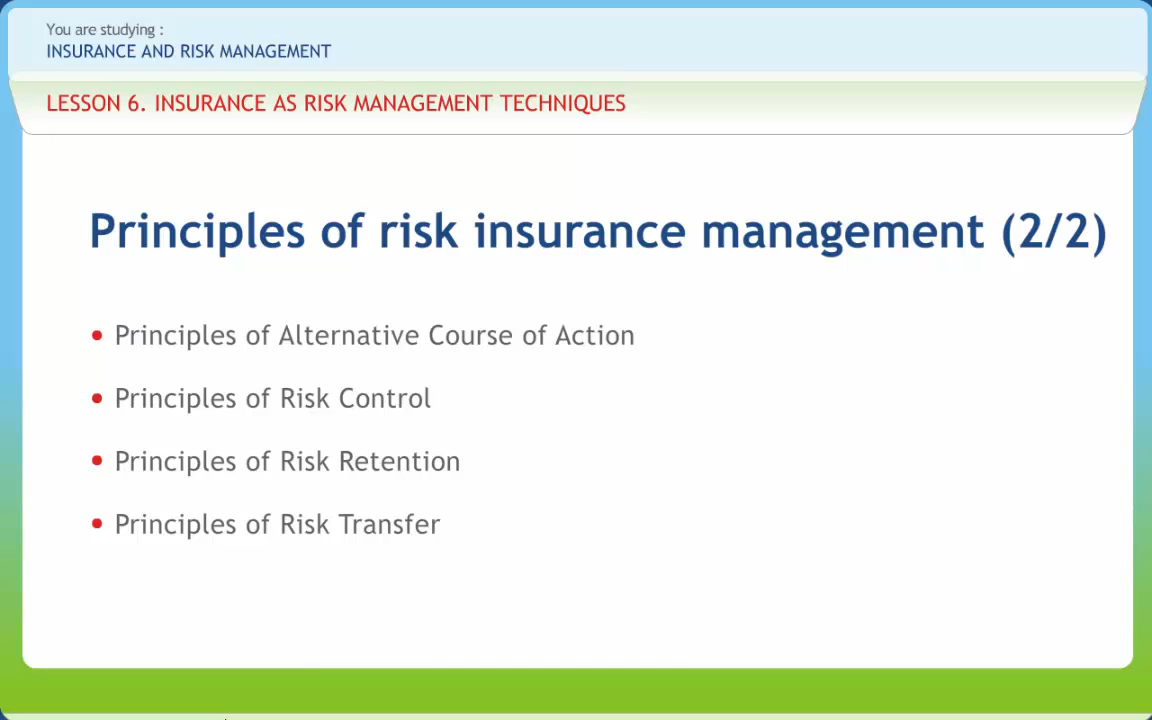 You are studying :
INSURANCE AND RISK MANAGEMENT
LESSON 6. INSURANCE AS RISK MANAGEMENT TECHNIQUES
Principles of risk insurance management (2/2)
• Principles of Alternative Course of Action
• Principles of Risk Control
• Principles of Risk Retention
• Principles of Risk Transfer